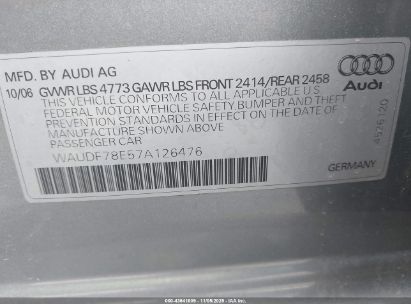 MFD. BY AUDI AG
10/06 GVWR LBS 4773 GAWR LBS FRONT 2414/REAR 2458
THIS VEHICLE CONFORMS TO ALL APPLICABLE U.S.
FEDERAL MOTOR VEHICLE SAFETY, BUMPER AND THEFT
PREVENTION STANDARDS IN EFFECT ON THE DATE OF
MANUFACTURE SHOWN ABOVE
PASSENGER CAR
WAUDF78E57A126476
Audi
4526120
GERMANY